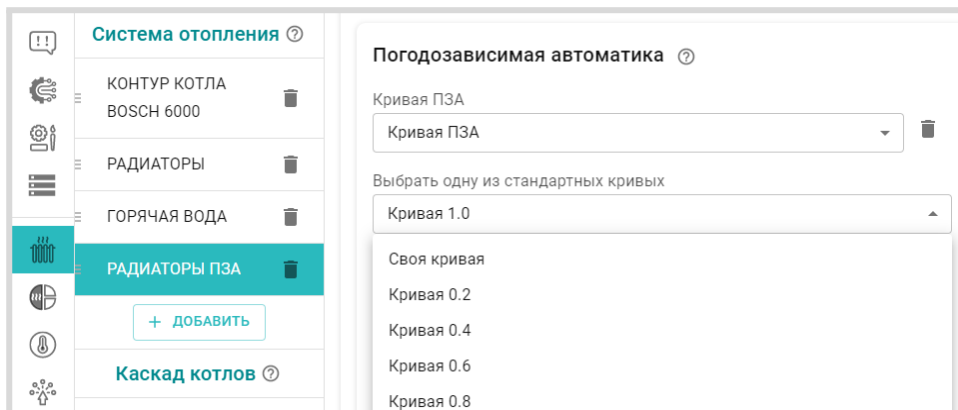 Система отопления
КОНТУР КОТЛА
BOSCH 6000
РАДИАТОРЫ
ГОРЯЧАЯ ВОДА
РАДИАТОРЫ ПЗА
+ ДОБАВИТЬ
Каскад котлов
Погодозависимая автоматика
Кривая ПЗА
Кривая ПЗА
Выбрать одну из стандартных кривых
Кривая 1.0
Своя кривая
Кривая 0.2
Кривая 0.4
Кривая 0.6
Кривая 0.8